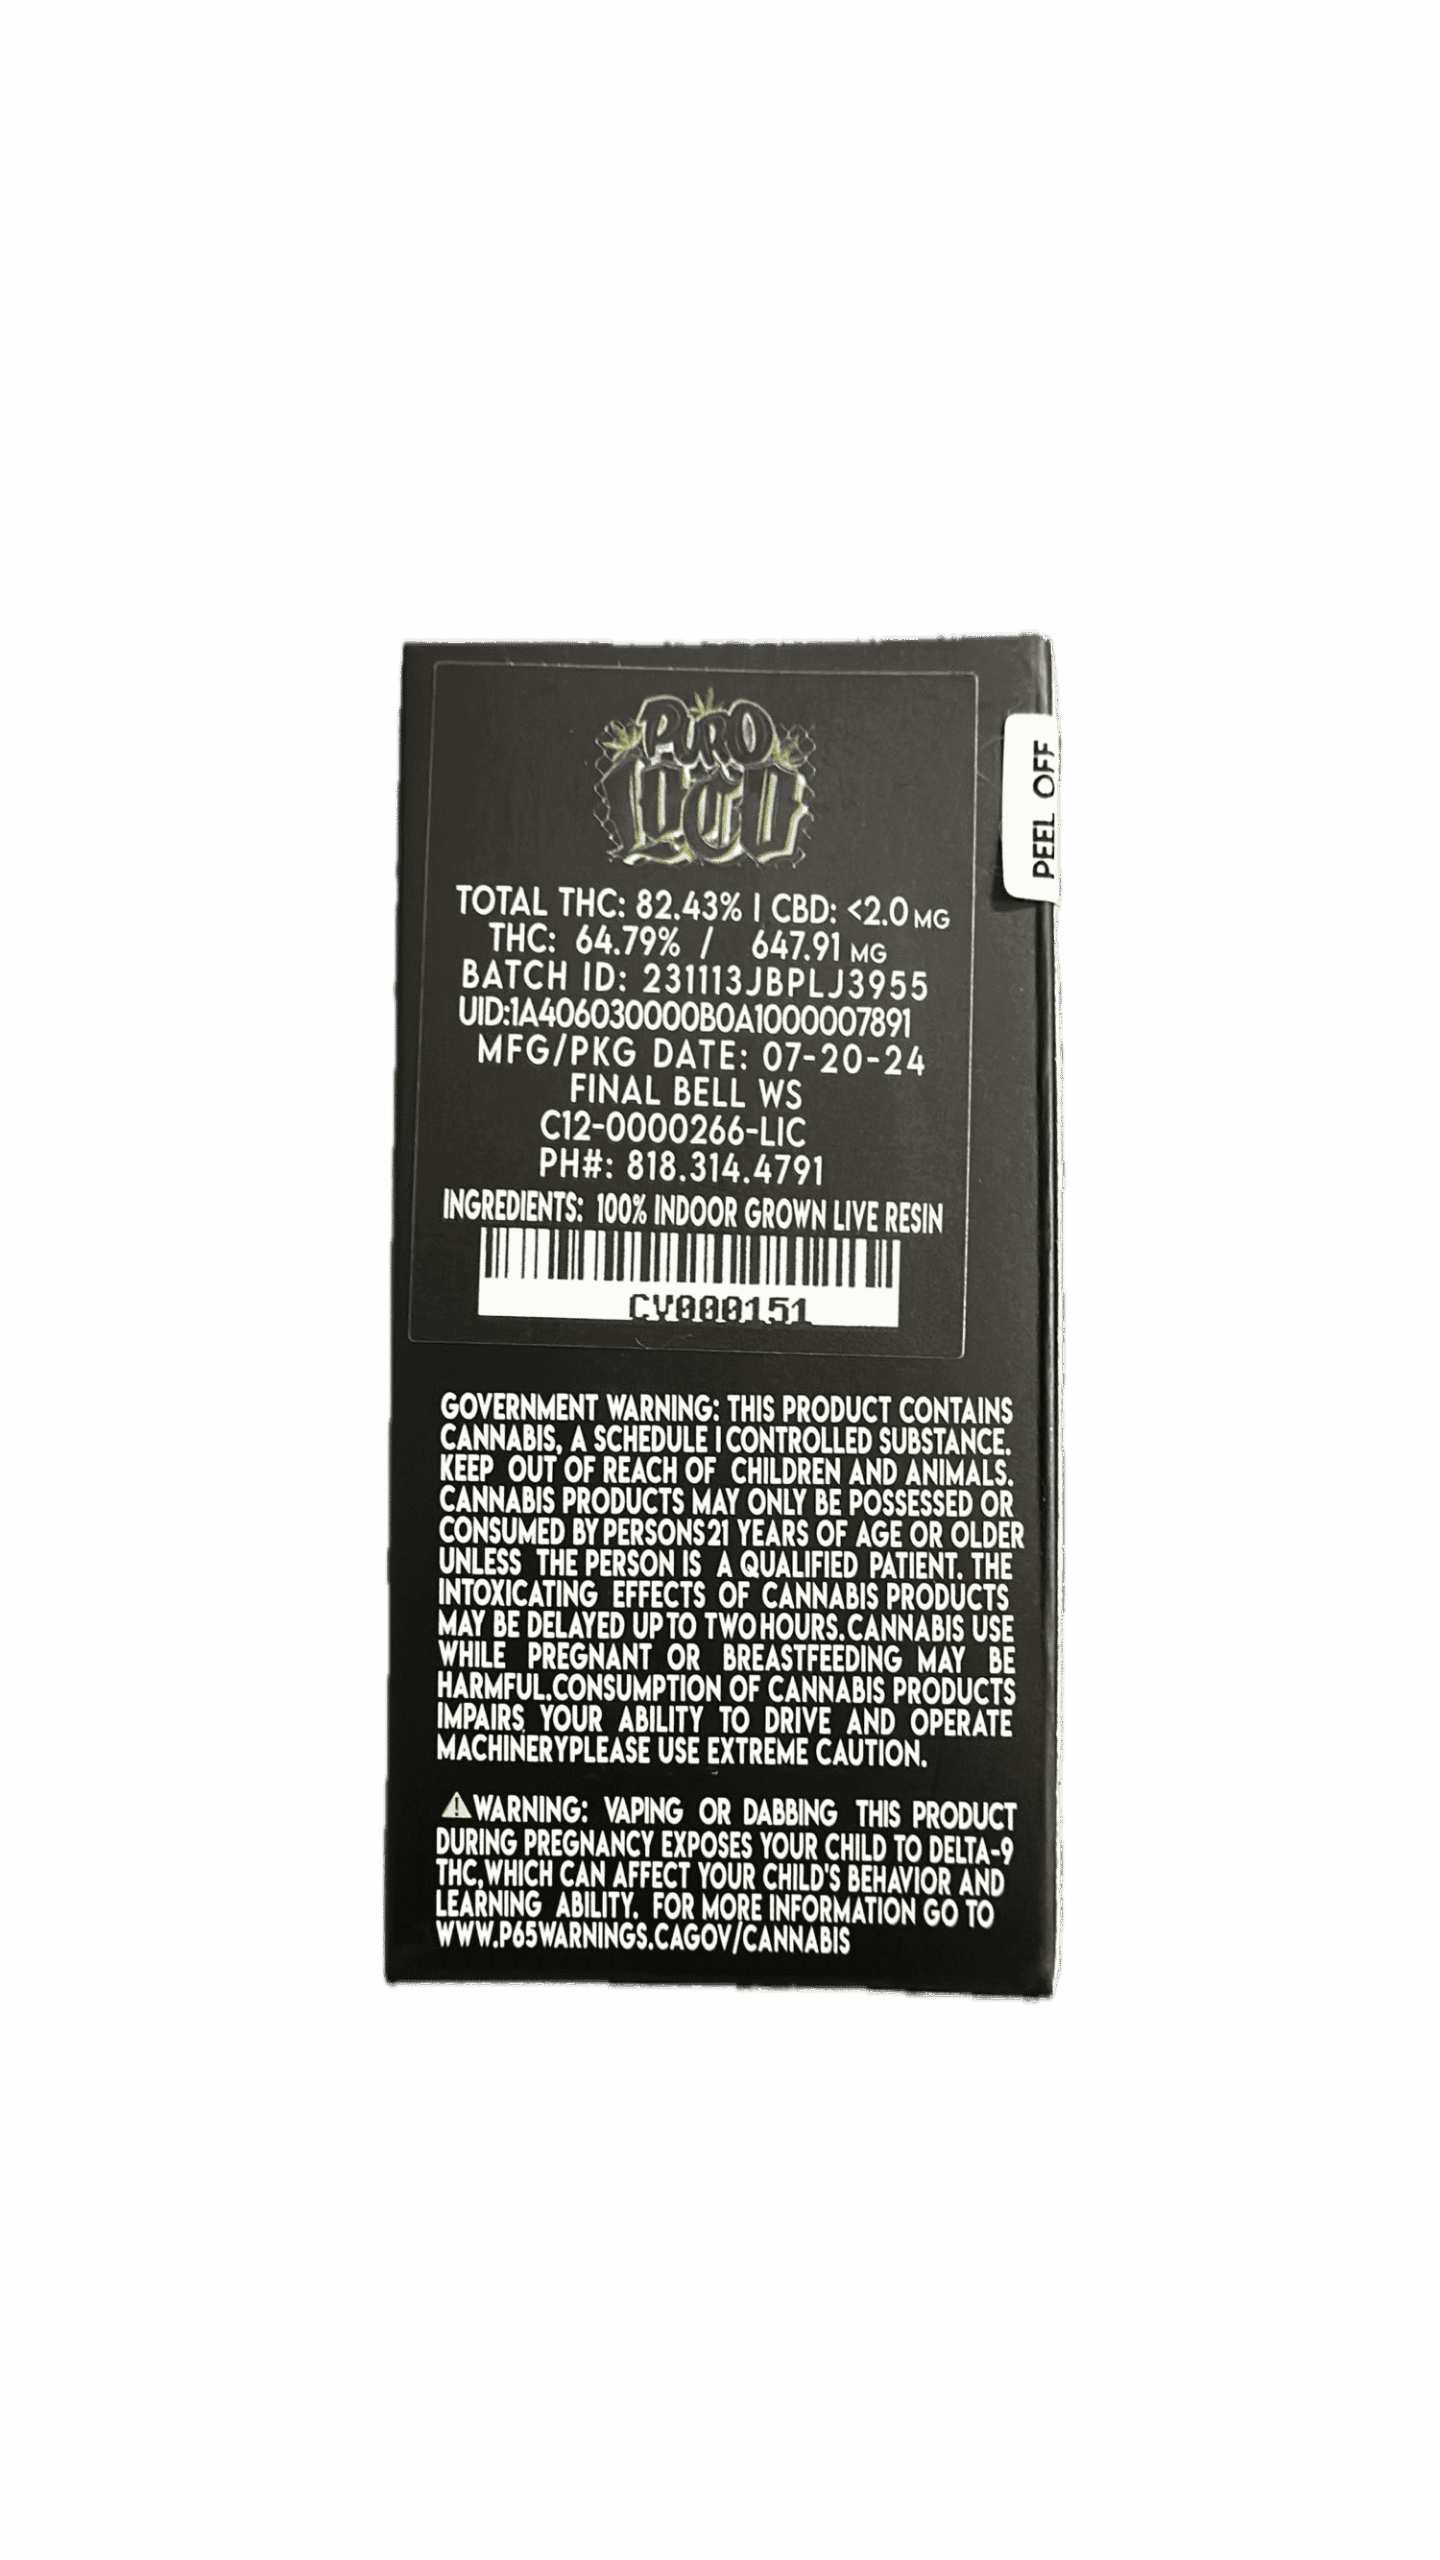 PURO
LOCO
PEEL OFF
TOTAL THC: 82.43% | CBD: <2.0 MG
THC: 64.79% / 647.91 MG
BATCH ID: 231113JBPLJ3955
UID:1A406030000B0A1000007891
MFG/PKG DATE: 07-20-24
FINAL BELL WS
C12-0000266-LIC
PH#: 818.314.4791
INGREDIENTS: 100% INDOOR GROWN LIVE RESIN
CV000151
GOVERNMENT WARNING: THIS PRODUCT CONTAINS
CANNABIS, A SCHEDULE I CONTROLLED SUBSTANCE.
KEEP OUT OF REACH OF CHILDREN AND ANIMALS.
CANNABIS PRODUCTS MAY ONLY BE POSSESSED OR
CONSUMED BY PERSONS 21 YEARS OF AGE OR OLDER
UNLESS THE PERSON IS A QUALIFIED PATIENT. THE
INTOXICATING EFFECTS OF CANNABIS PRODUCTS
MAY BE DELAYED UP TO TWO HOURS. CANNABIS USE
WHILE PREGNANT OR BREASTFEEDING MAY BE
HARMFUL.CONSUMPTION OF CANNABIS PRODUCTS
IMPAIRS YOUR ABILITY TO DRIVE AND OPERATE
MACHINERYPLEASE USE EXTREME CAUTION.
⚠WARNING: VAPING OR DABBING THIS PRODUCT
DURING PREGNANCY EXPOSES YOUR CHILD TO DELTA-9
THC,WHICH CAN AFFECT YOUR CHILD'S BEHAVIOR AND
LEARNING ABILITY. FOR MORE INFORMATION GO TO
WWW.P65WARNINGS.CAGOV/CANNABIS